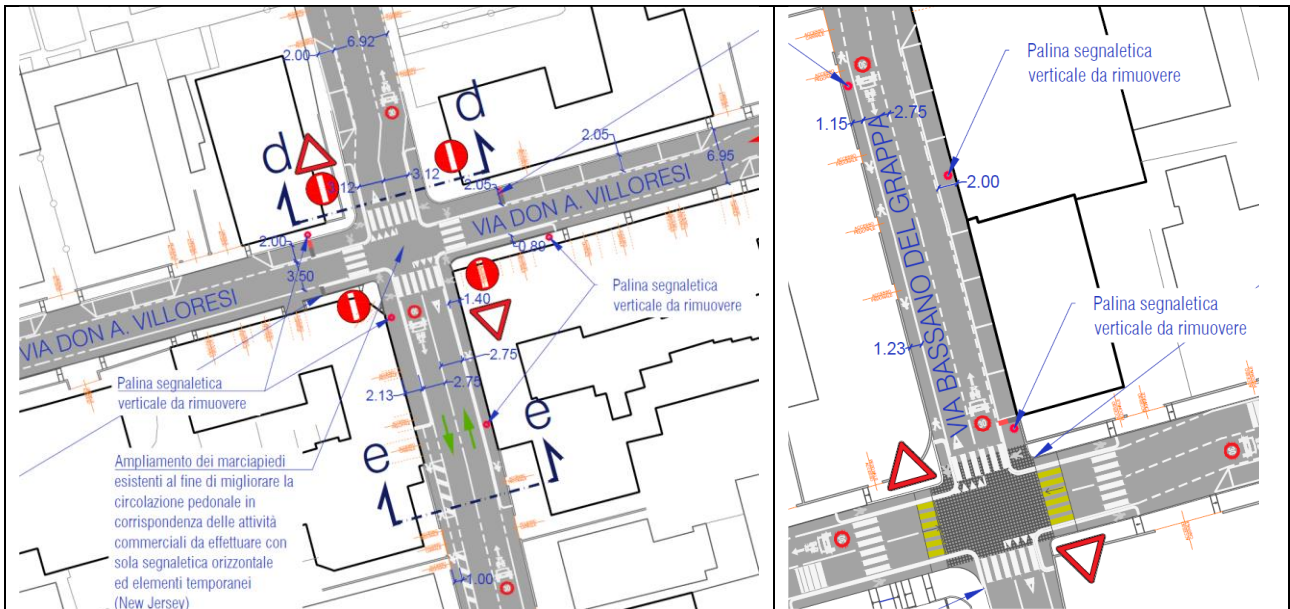 6.92
2.00
d
d
3.12
3.12
2.05
2.05
6.95
VIA DON A. VILLORESI
2.00
3.50
0.89
VIA DON A. VILLORESI
1.40
Palina segnaletica
verticale da rimuovere
2.75
2.75
2.13
Palina segnaletica
verticale da rimuovere
e
e
Ampliamento dei marciapiedi
esistenti al fine di migliorare la
circolazione pedonale in
corrispondenza delle attività
commerciali da effettuare con
sola segnaletica orizzontale
ed elementi temporanei
(New Jersey)
1.00
Palina segnaletica
verticale da rimuovere
1.15
2.75
2.00
VIA BASSANO DEL GRAPPA
1.23
Palina segnaletica
verticale da rimuovere